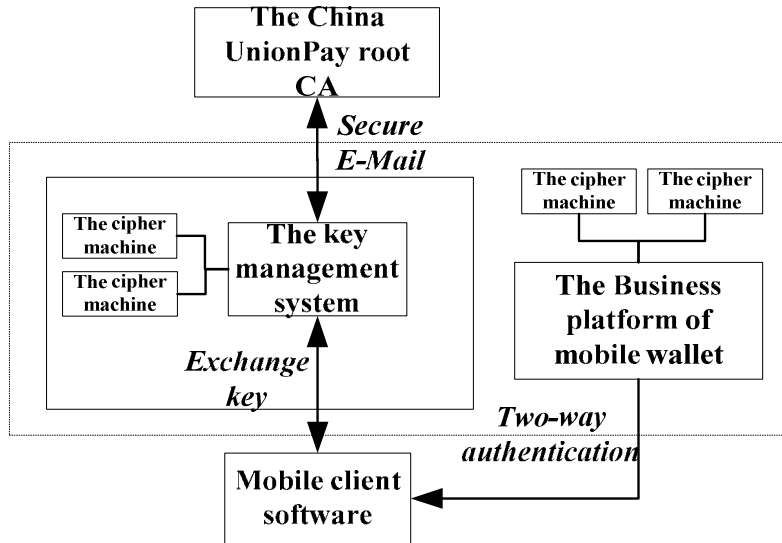 The China
UnionPay root
CA
Secure
E-Mail
The cipher
machine
The cipher
machine
The key
management
system
The cipher
machine
The cipher
machine
The Business
platform of
mobile wallet
Exchange
key
Two-way
authentication
Mobile client
software